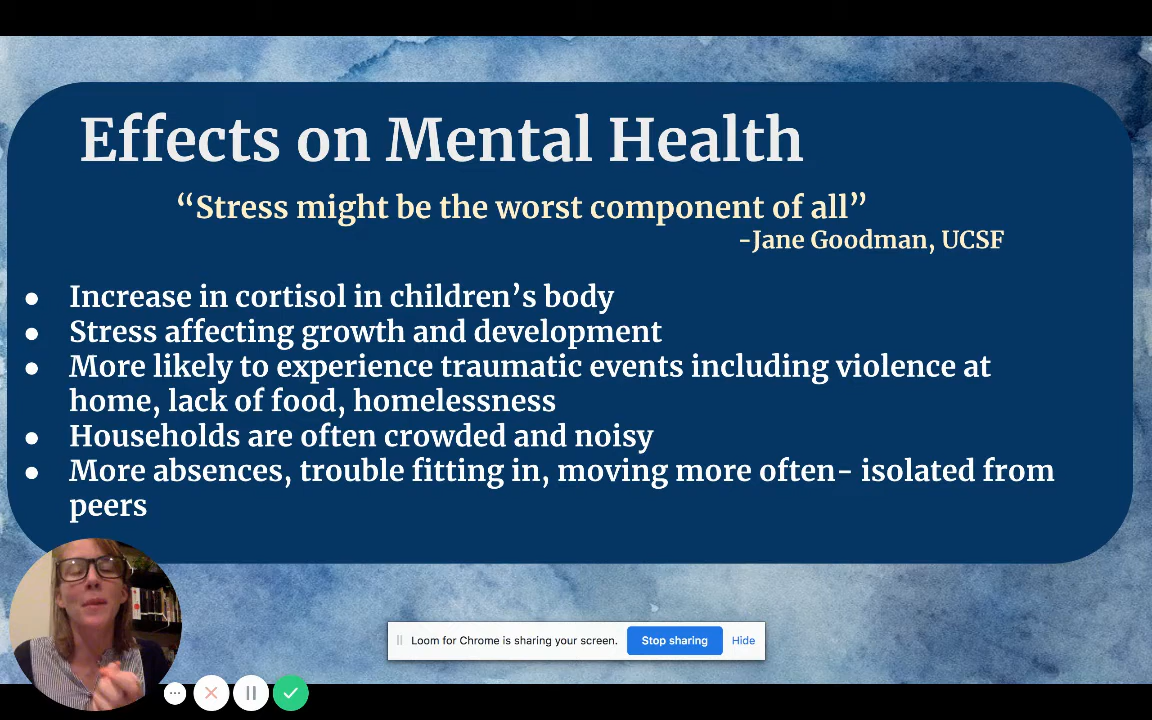 Effects on Mental Health
“Stress might be the worst component of all”
-Jane Goodman, UCSF
● Increase in cortisol in children’s body
● Stress affecting growth and development
● More likely to experience traumatic events including violence at
home, lack of food, homelessness
● Households are often crowded and noisy
● More absences, trouble fitting in, moving more often- isolated from
peers
Loom for Chrome is sharing your screen. Stop sharing Hide